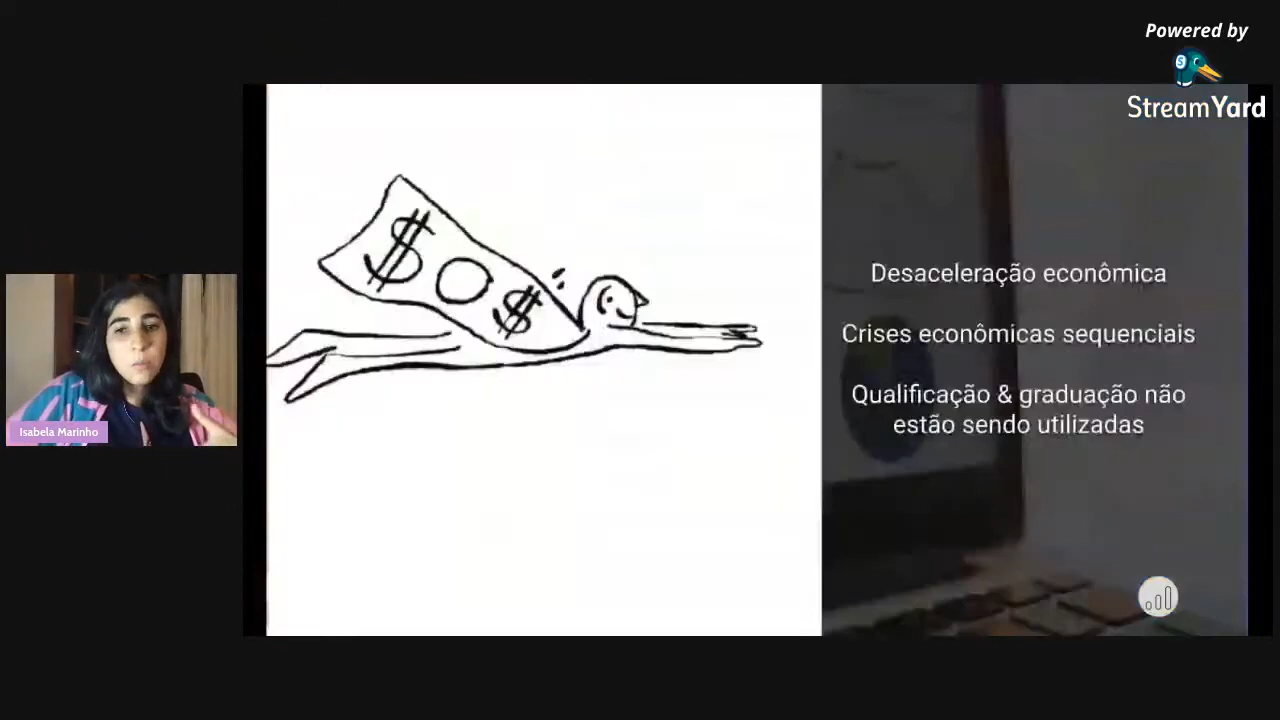 Powered by
StreamYard
$ O $
Desaceleração econômica
Crises econômicas sequenciais
Qualificação & graduação não
estão sendo utilizadas
Isabela Marinho